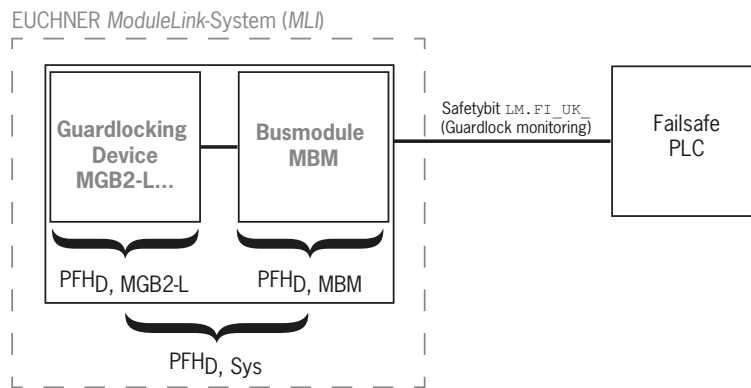 EUCHNER ModuleLink-System (MLI)
Guardlocking
Device
MGB2-L...
Busmodule
MBM
Safetybit LM.FI_UK_
(Guardlock monitoring)
Failsafe
PLC
PFHD, MGB2-L
PFHD, MBM
PFHD, Sys